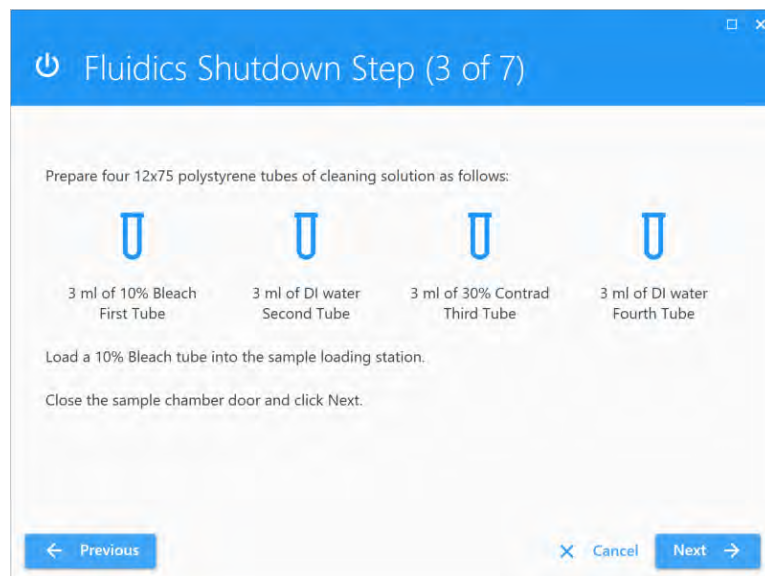 Fluidics Shutdown Step (3 of 7)
Prepare four 12x75 polystyrene tubes of cleaning solution as follows:
3 ml of 10% Bleach
First Tube
3 ml of DI water
Second Tube
3 ml of 30% Contrad
Third Tube
3 ml of DI water
Fourth Tube
Load a 10% Bleach tube into the sample loading station.
Close the sample chamber door and click Next.
Previous
Cancel
Next